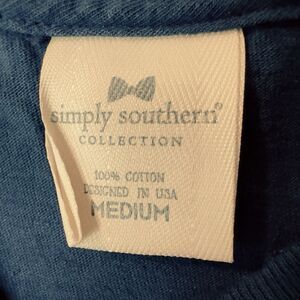 simply southern®
COLLECTION
100% COTTON
DESIGNED IN USA
MEDIUM